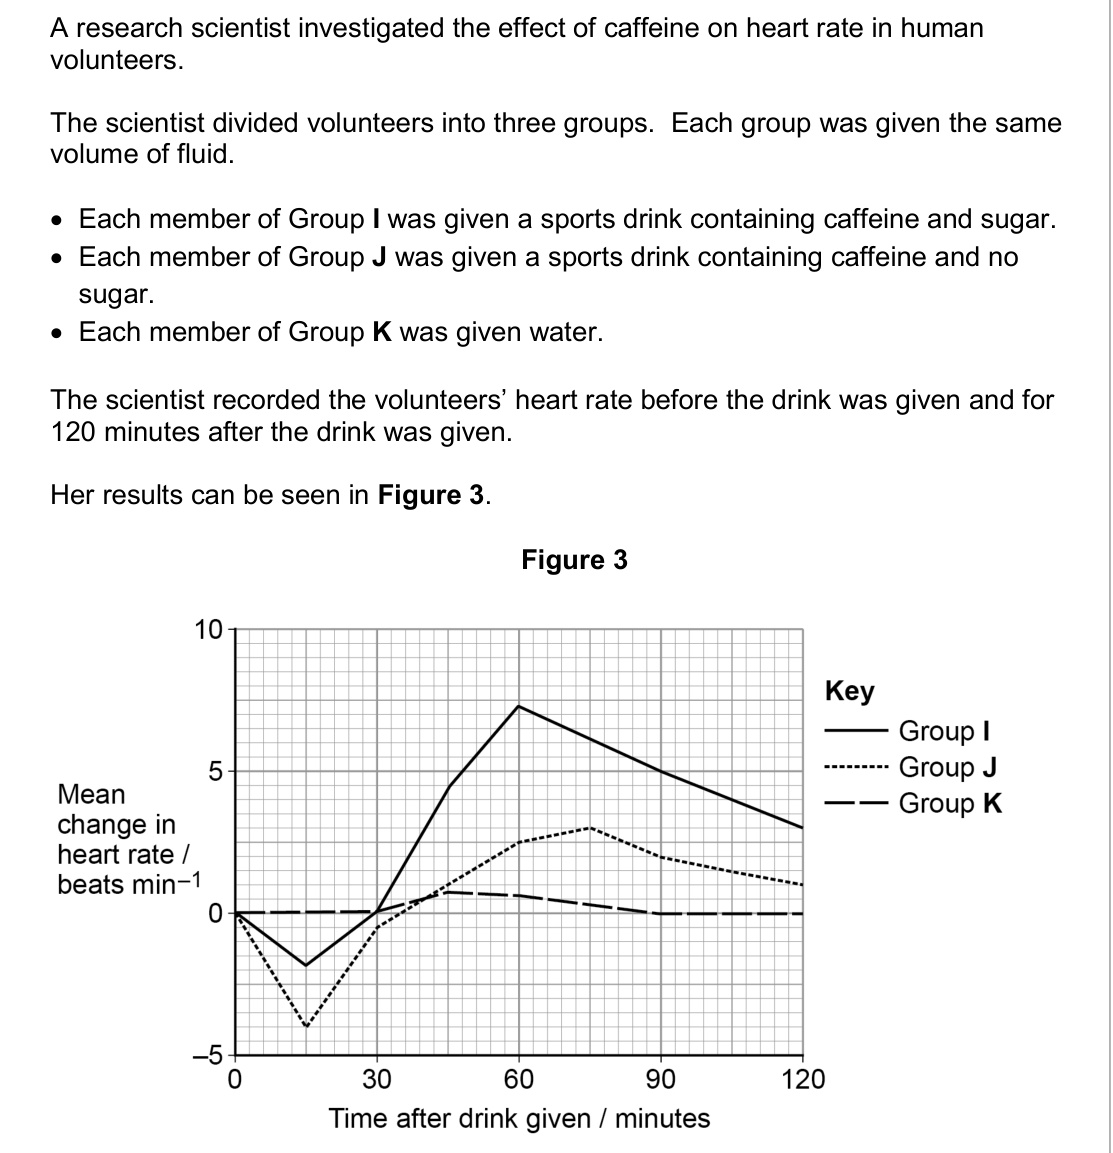 A research scientist investigated the effect of caffeine on heart rate in human
volunteers.
The scientist divided volunteers into three groups.  Each group was given the same
volume of fluid.
• Each member of Group I was given a sports drink containing caffeine and sugar.
• Each member of Group J was given a sports drink containing caffeine and no
sugar.
• Each member of Group K was given water.
The scientist recorded the volunteers’ heart rate before the drink was given and for
120 minutes after the drink was given.
Her results can be seen in Figure 3.
Figure 3
10
5
0
–5
Mean
change in
heart rate /
beats min−1
0 30 60 90 120
Time after drink given / minutes
Key
Group I
Group J
Group K